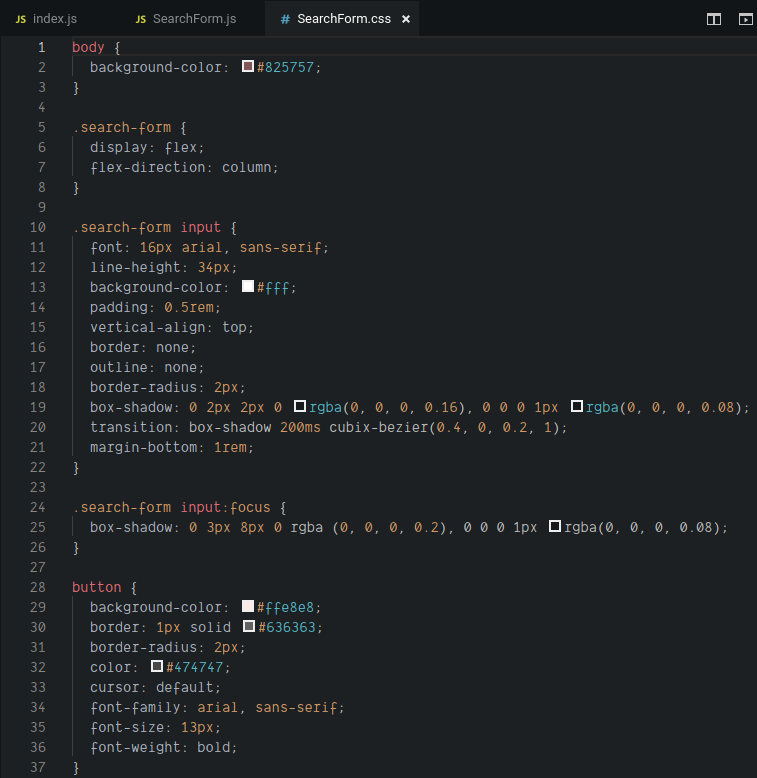 JS index.js JS SearchForm.js # SearchForm.css ×
1 body {
2   background-color: #825757;
3 }
4
5 .search-form {
6   display: flex;
7   flex-direction: column;
8 }
9
10 .search-form input {
11   font: 16px arial, sans-serif;
12   line-height: 34px;
13   background-color: #fff;
14   padding: 0.5rem;
15   vertical-align: top;
16   border: none;
17   outline: none;
18   border-radius: 2px;
19   box-shadow: 0 2px 2px 0 rgba(0, 0, 0, 0.16), 0 0 0 1px rgba(0, 0, 0, 0.08);
20   transition: box-shadow 200ms cubix-bezier(0.4, 0, 0.2, 1);
21   margin-bottom: 1rem;
22 }
23
24 .search-form input:focus {
25   box-shadow: 0 3px 8px 0 rgba (0, 0, 0, 0.2), 0 0 0 1px rgba(0, 0, 0, 0.08);
26 }
27
28 button {
29   background-color: #ffe8e8;
30   border: 1px solid #636363;
31   border-radius: 2px;
32   color: #474747;
33   cursor: default;
34   font-family: arial, sans-serif;
35   font-size: 13px;
36   font-weight: bold;
37 }